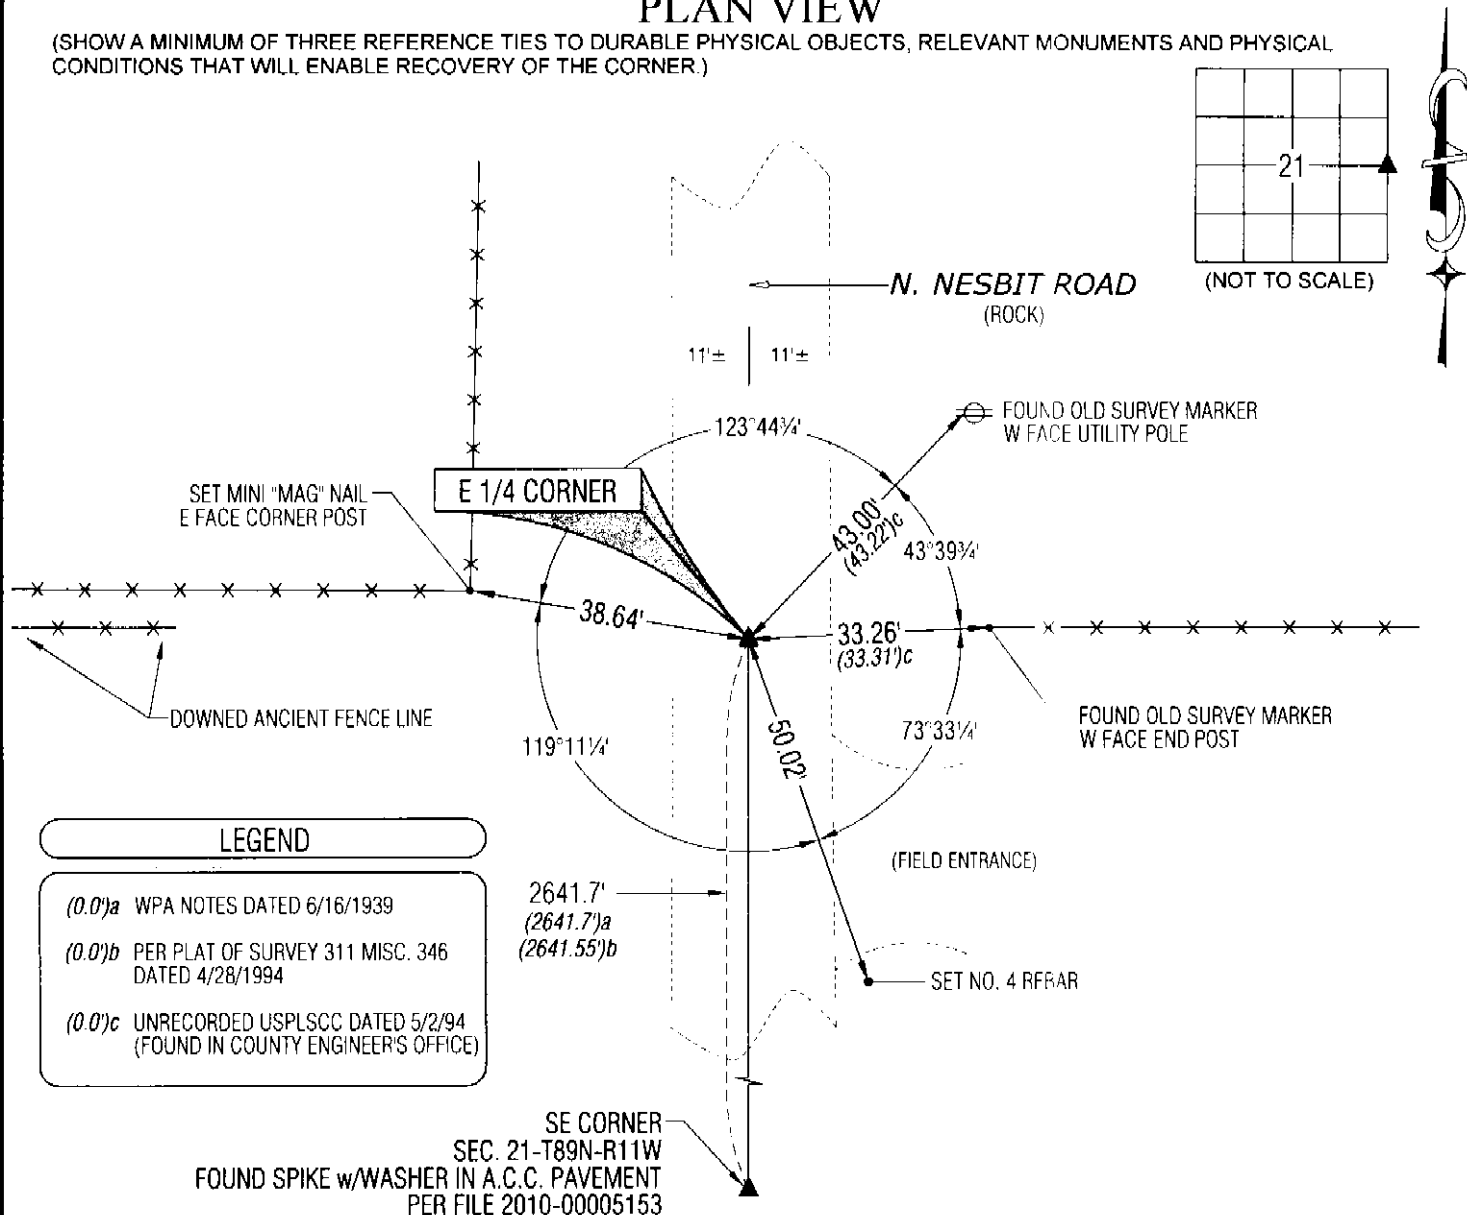 PLAN VIEW
(SHOW A MINIMUM OF THREE REFERENCE TIES TO DURABLE PHYSICAL OBJECTS, RELEVANT MONUMENTS AND PHYSICAL
CONDITIONS THAT WILL ENABLE RECOVERY OF THE CORNER.)
21
(NOT TO SCALE)
N. NESBIT ROAD
(ROCK)
11'±
11'±
123°44¾'
FOUND OLD SURVEY MARKER
W FACE UTILITY POLE
E 1/4 CORNER
SET MINI "MAG" NAIL
E FACE CORNER POST
43.00'
(43.22')c
43°39¾'
38.64'
33.26'
(33.31')c
DOWNED ANCIENT FENCE LINE
119°11¼'
50.02'
73°33¼'
FOUND OLD SURVEY MARKER
W FACE END POST
LEGEND
(0.0')a WPA NOTES DATED 6/16/1939
(0.0')b PER PLAT OF SURVEY 311 MISC. 346
DATED 4/28/1994
(0.0')c UNRECORDED USPLSCC DATED 5/2/94
(FOUND IN COUNTY ENGINEER'S OFFICE)
2641.7'
(2641.7')a
(2641.55')b
(FIELD ENTRANCE)
SET NO. 4 REBAR
SE CORNER
SEC. 21-T89N-R11W
FOUND SPIKE w/WASHER IN A.C.C. PAVEMENT
PER FILE 2010-00005153